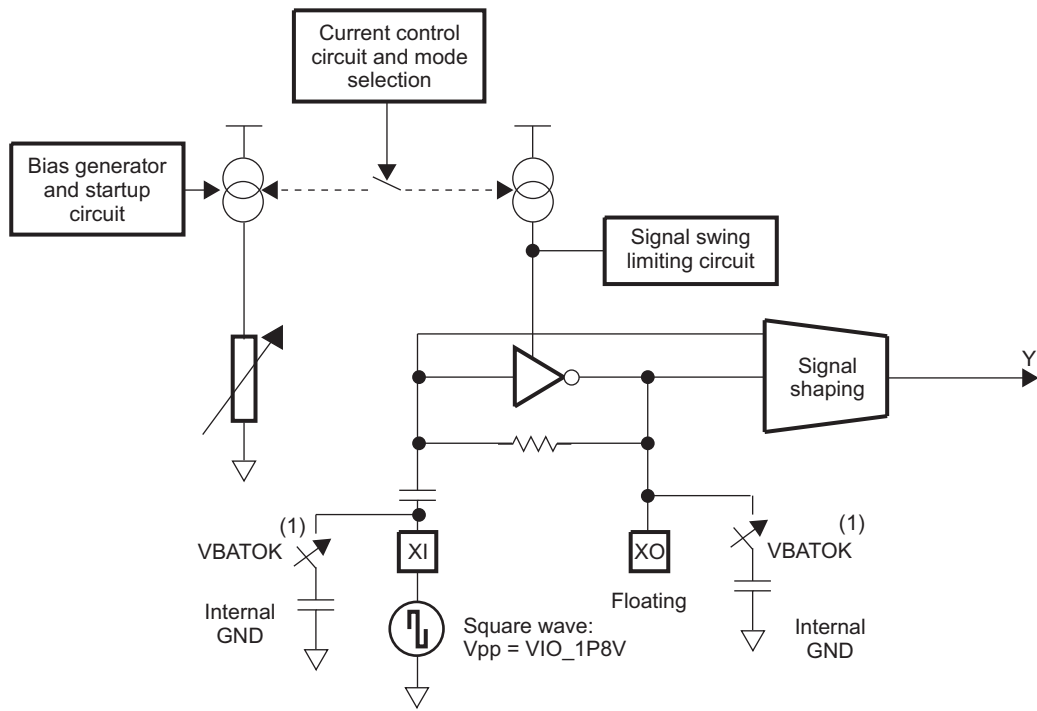 Current control
circuit and mode
selection
Bias generator
and startup
circuit
Signal swing
limiting circuit
Signal
shaping
Y
(1)
VBATOK
XI
XO
(1)
VBATOK
Floating
Internal
GND
Square wave:
Vpp = VIO_1P8V
Internal
GND